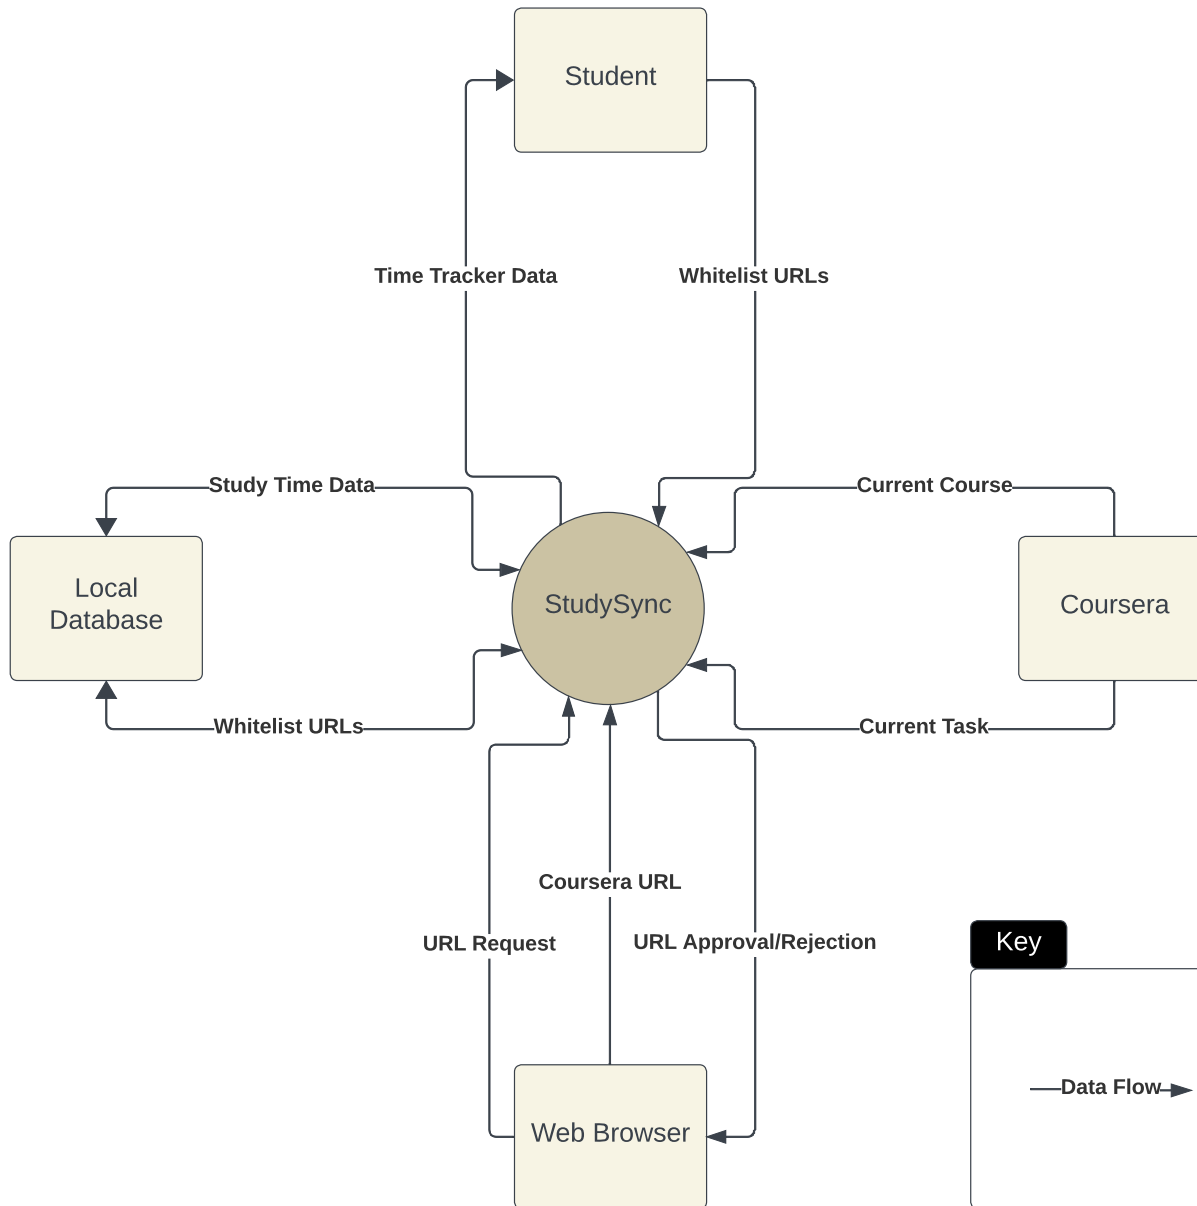 Student
Time Tracker Data
Whitelist URLs
Study Time Data
Current Course
Local
Database
StudySync
Coursera
Whitelist URLs
Current Task
Coursera URL
URL Request
URL Approval/Rejection
Key
Data Flow
Web Browser